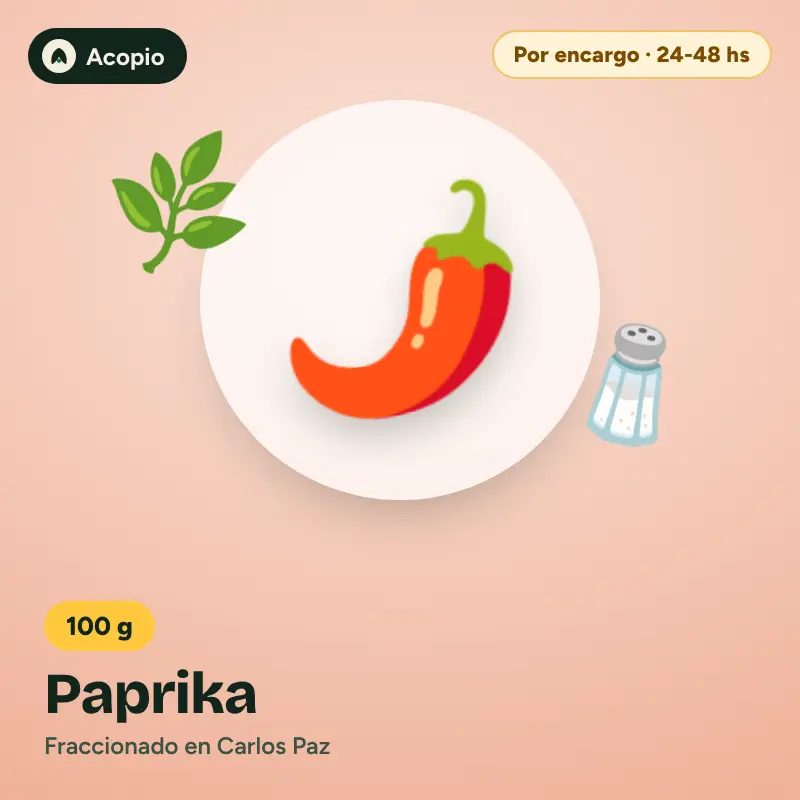 Acopio
Por encargo · 24-48 hs
100 g
Paprika
Fraccionado en Carlos Paz